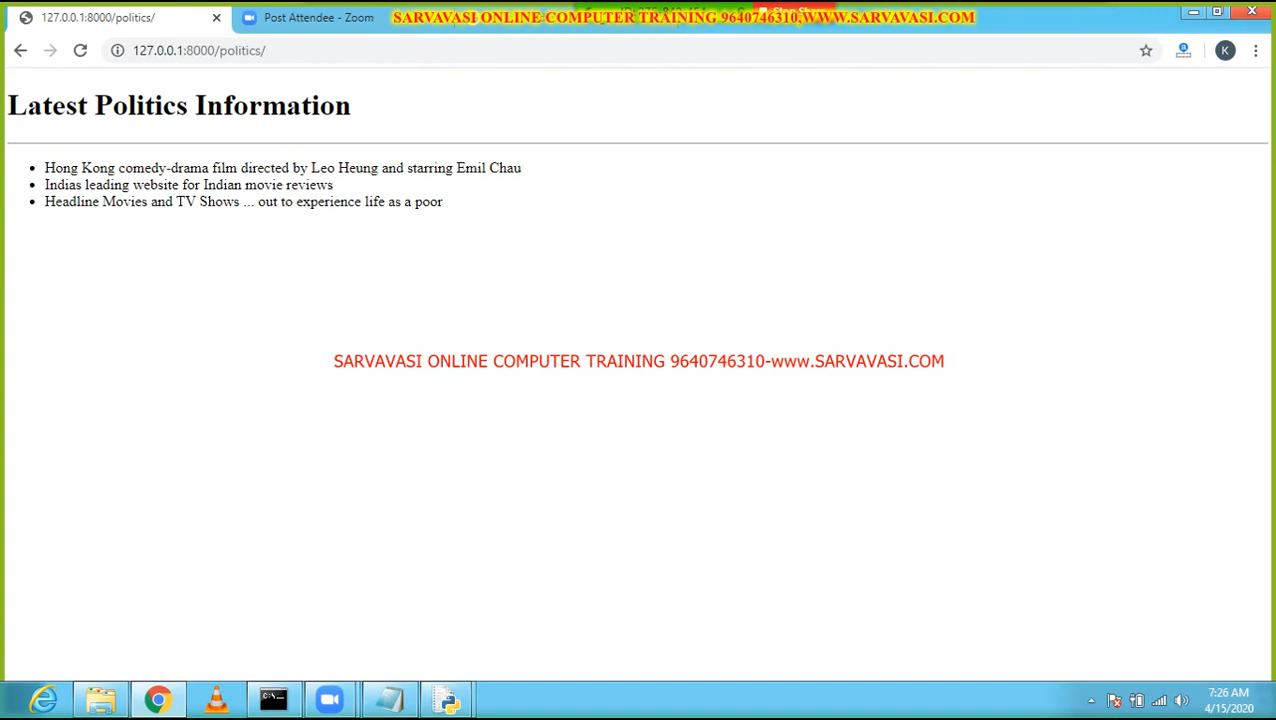 127.0.0.1:8000/politics/
Post Attendee - Zoom
SARVAVASI ONLINE COMPUTER TRAINING 9640746310,WWW.SARVAVASI.COM
127.0.0.1:8000/politics/
K
Latest Politics Information
Hong Kong comedy-drama film directed by Leo Heung and starring Emil Chau
Indias leading website for Indian movie reviews
Headline Movies and TV Shows ... out to experience life as a poor
SARVAVASI ONLINE COMPUTER TRAINING 9640746310-www.SARVAVASI.COM
7:26 AM
4/15/2020